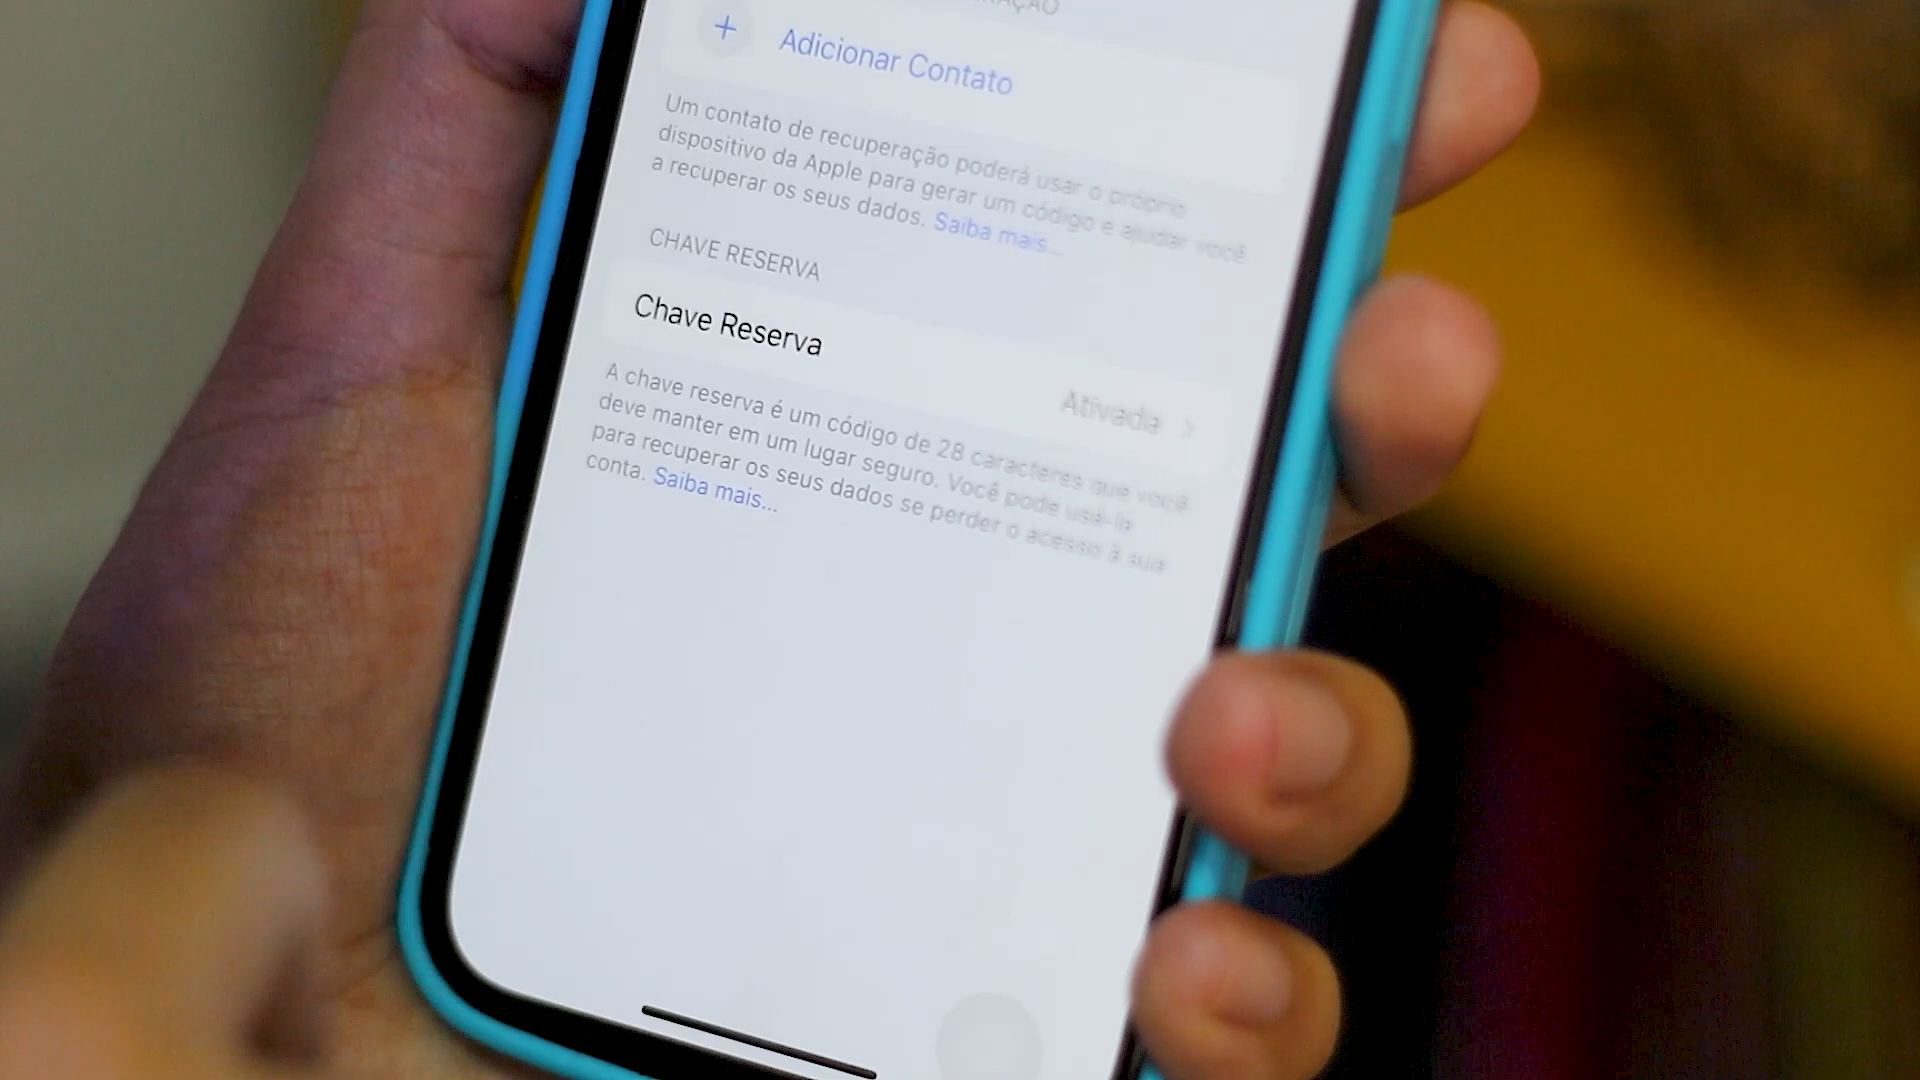 Adicionar Contato
Um contato de recuperação poderá usar o próprio
dispositivo da Apple para gerar um código e ajudar você
a recuperar os seus dados. Saiba mais...
CHAVE RESERVA
Chave Reserva
Ativada
A chave reserva é um código de 28 caracteres que você
deve manter em um lugar seguro. Você pode usá-la
para recuperar os seus dados se perder o acesso à sua
conta. Saiba mais...